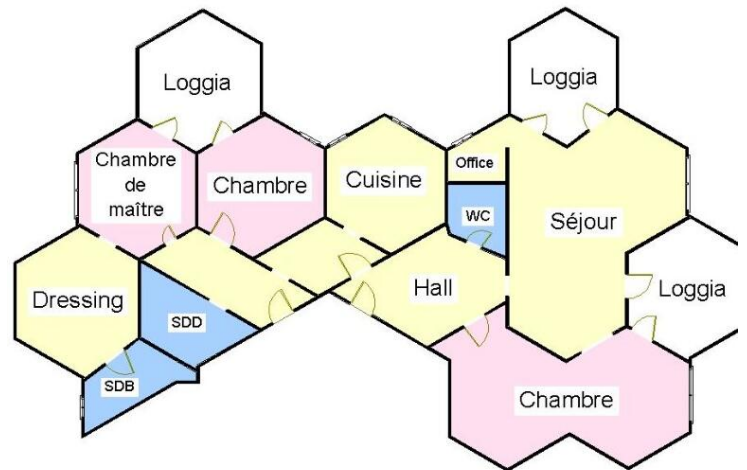 Loggia
Loggia
Chambre
de
maître
Chambre
Cuisine
Office
WC
Séjour
Dressing
SDD
Hall
Loggia
SDB
Chambre